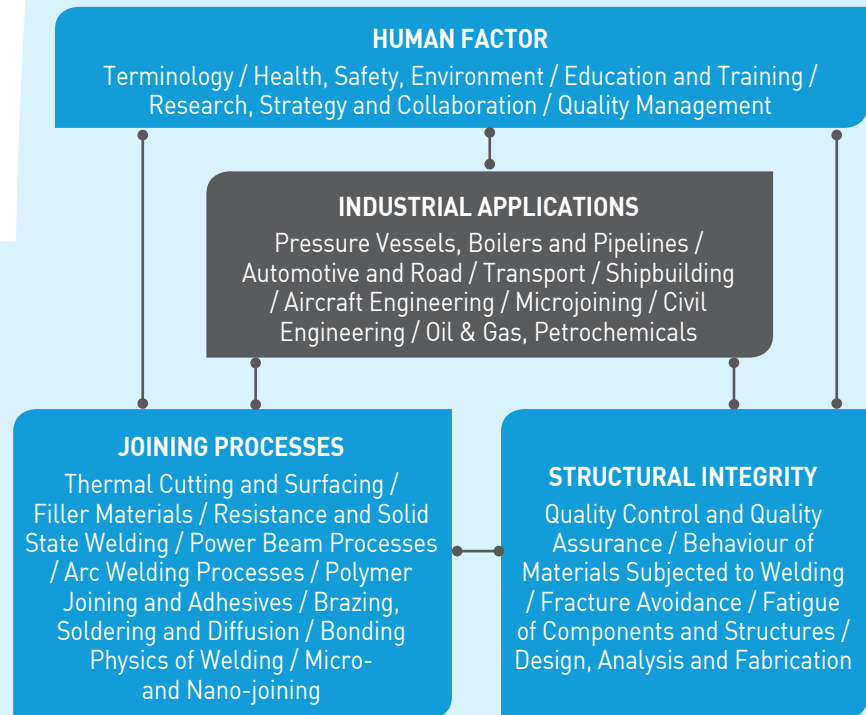 HUMAN FACTOR
Terminology / Health, Safety, Environment / Education and Training /
Research, Strategy and Collaboration / Quality Management
INDUSTRIAL APPLICATIONS
Pressure Vessels, Boilers and Pipelines /
Automotive and Road / Transport / Shipbuilding
/ Aircraft Engineering / Microjoining / Civil
Engineering / Oil & Gas, Petrochemicals
JOINING PROCESSES
Thermal Cutting and Surfacing /
Filler Materials / Resistance and Solid
State Welding / Power Beam Processes
/ Arc Welding Processes / Polymer
Joining and Adhesives / Brazing,
Soldering and Diffusion / Bonding
Physics of Welding / Micro-
and Nano-joining
STRUCTURAL INTEGRITY
Quality Control and Quality
Assurance / Behaviour of
Materials Subjected to Welding
/ Fracture Avoidance / Fatigue
of Components and Structures /
Design, Analysis and Fabrication